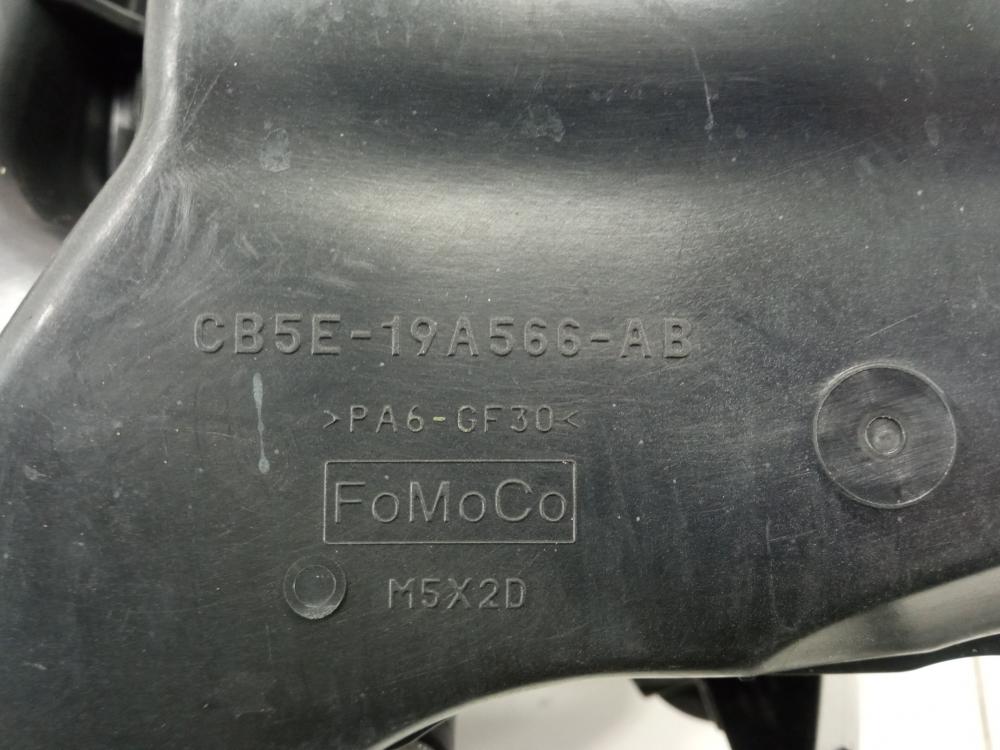 CB5E-19A566-AB
>PA6-GF30<
FoMoCo
M5X2D